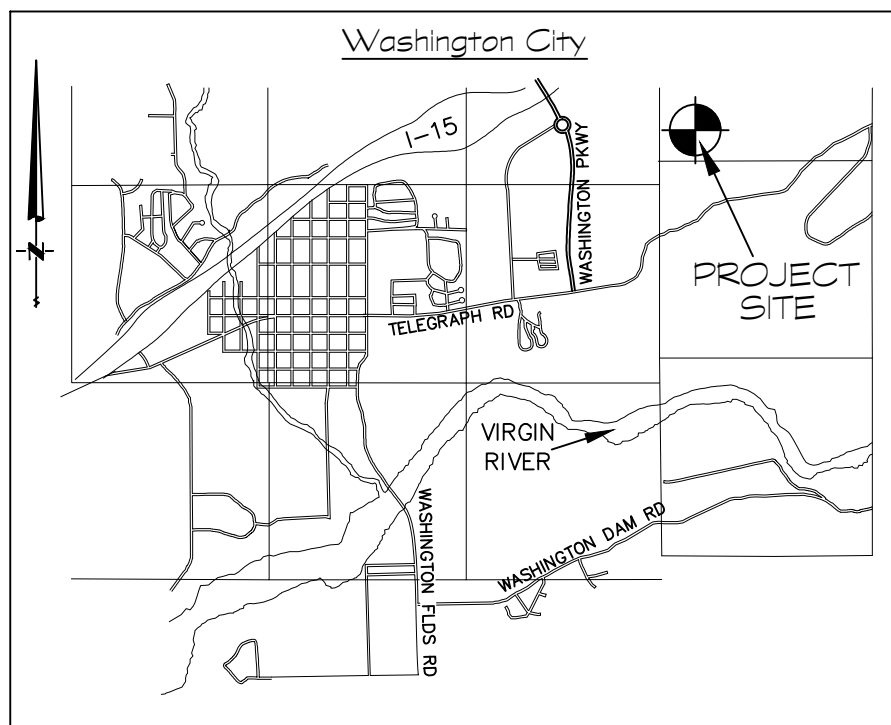 Washington City
I-15
WASHINGTON PKWY
PROJECT
SITE
N
TELEGRAPH RD
VIRGIN
RIVER
WASHINGTON FLDS RD
WASHINGTON DAM RD